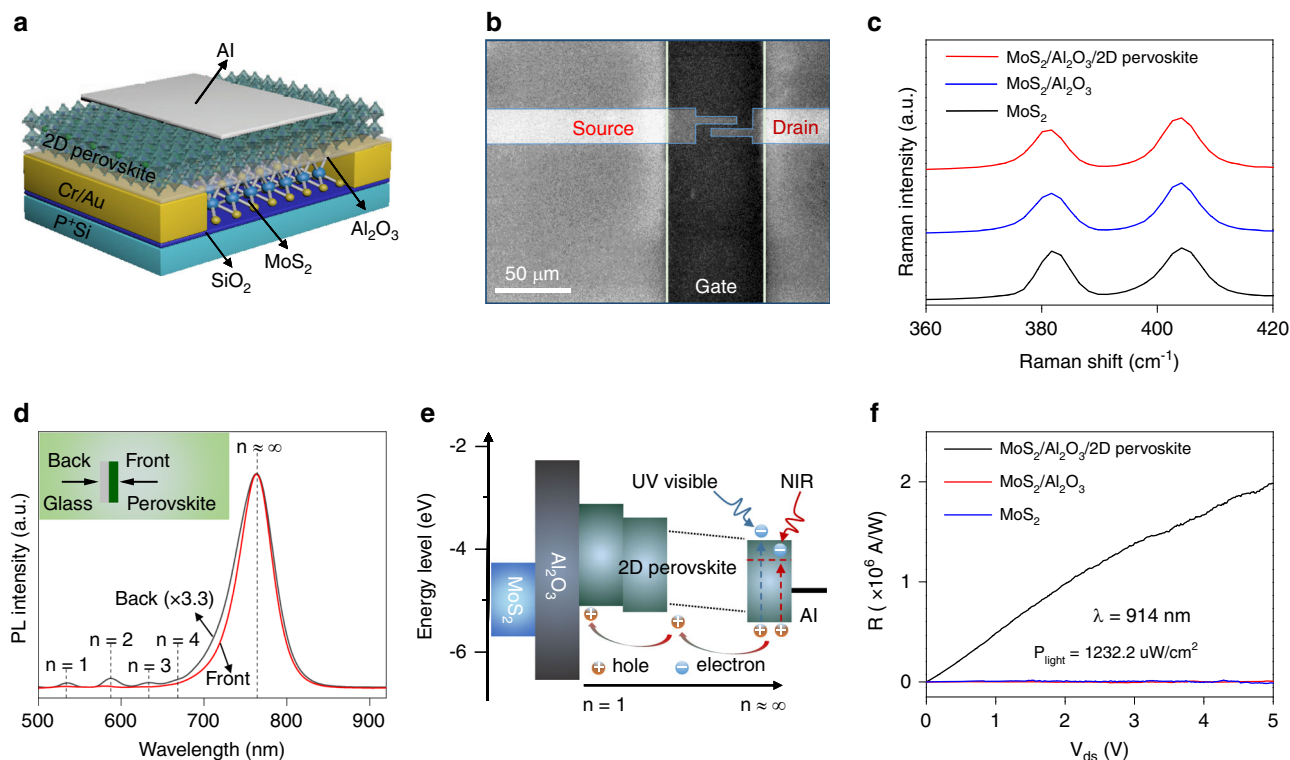 a
Al
2D perovskite
Cr/Au
P⁺Si
SiO₂
MoS₂
Al₂O₃
b
Source
Drain
50 μm
Gate
c
Raman intensity (a.u.)
MoS₂/Al₂O₃/2D pervoskite
MoS₂/Al₂O₃
MoS₂
360
380
400
420
Raman shift (cm⁻¹)
d
PL intensity (a.u.)
Back
Front
Glass
Perovskite
n ≈ ∞
Back (×3.3)
n = 1
n = 2
n = 3
n = 4
Front
500
600
700
800
900
Wavelength (nm)
e
Energy level (eV)
-2
-4
-6
MoS₂
Al₂O₃
2D perovskite
UV visible
NIR
Al
hole
electron
n = 1
n ≈ ∞
f
R ( ×10⁶ A/W)
2
1
0
MoS₂/Al₂O₃/2D pervoskite
MoS₂/Al₂O₃
MoS₂
λ = 914 nm
P_light = 1232.2 uW/cm²
0
1
2
3
4
5
V_ds (V)